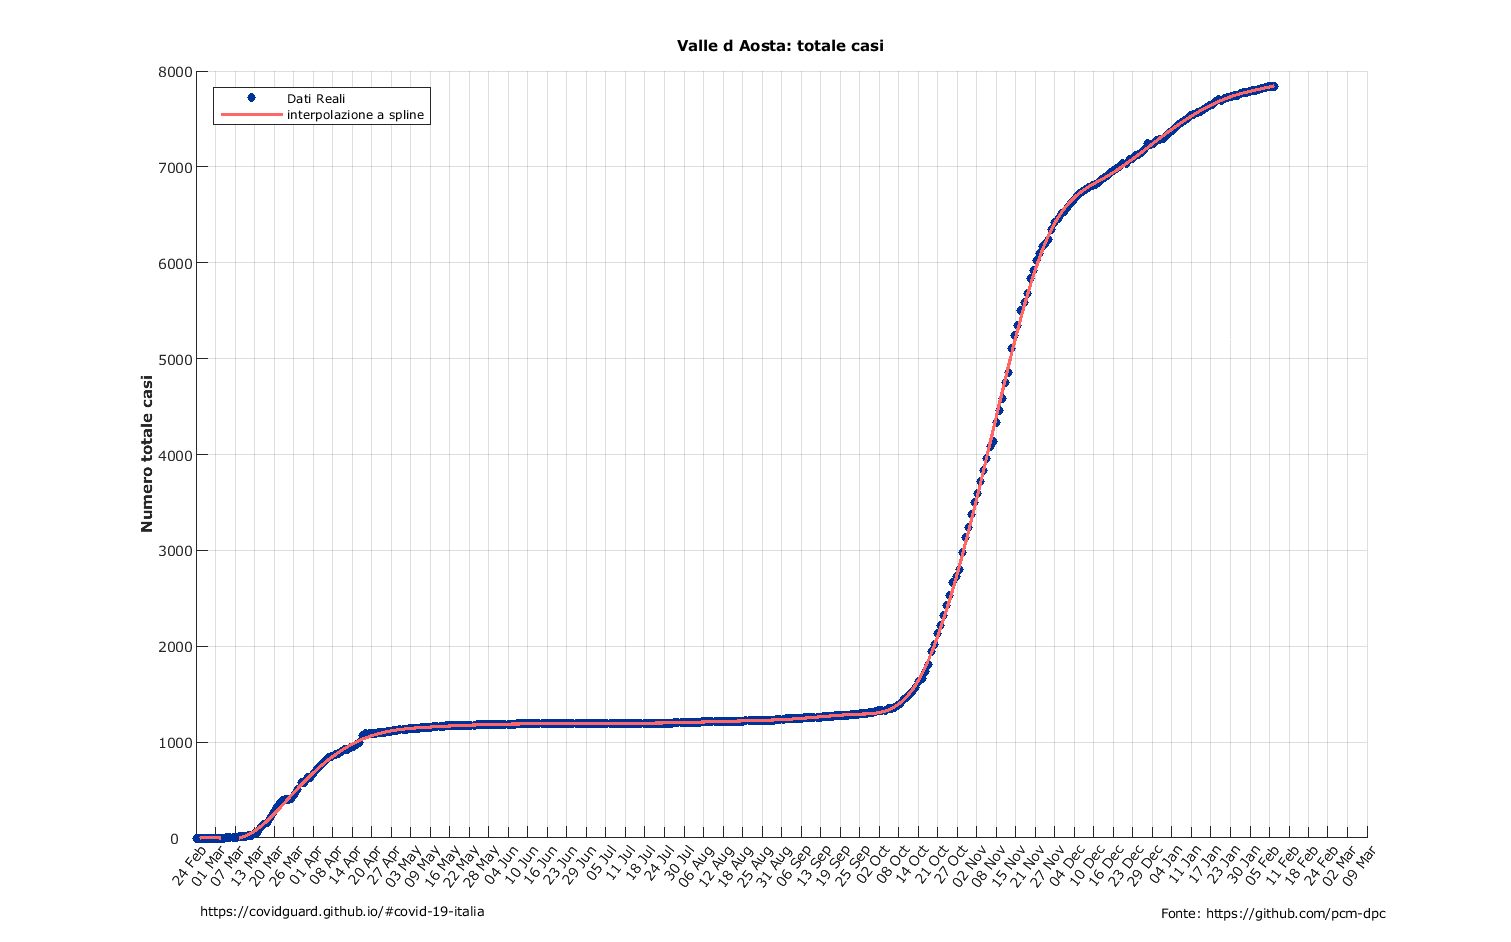 Valle d Aosta: totale casi
Dati Reali
interpolazione a spline
Numero totale casi
8000
7000
6000
5000
4000
3000
2000
1000
0
24 Feb
01 Mar
07 Mar
13 Mar
20 Mar
26 Mar
01 Apr
08 Apr
14 Apr
20 Apr
27 Apr
03 May
09 May
16 May
22 May
28 May
04 Jun
10 Jun
16 Jun
23 Jun
29 Jun
05 Jul
11 Jul
18 Jul
24 Jul
30 Jul
06 Aug
12 Aug
18 Aug
25 Aug
31 Aug
06 Sep
13 Sep
19 Sep
25 Sep
02 Oct
08 Oct
14 Oct
21 Oct
27 Oct
02 Nov
08 Nov
15 Nov
21 Nov
27 Nov
04 Dec
10 Dec
16 Dec
23 Dec
29 Dec
04 Jan
11 Jan
17 Jan
23 Jan
30 Jan
05 Feb
11 Feb
18 Feb
24 Feb
02 Mar
09 Mar
https://covidguard.github.io/#covid-19-italia
Fonte: https://github.com/pcm-dpc